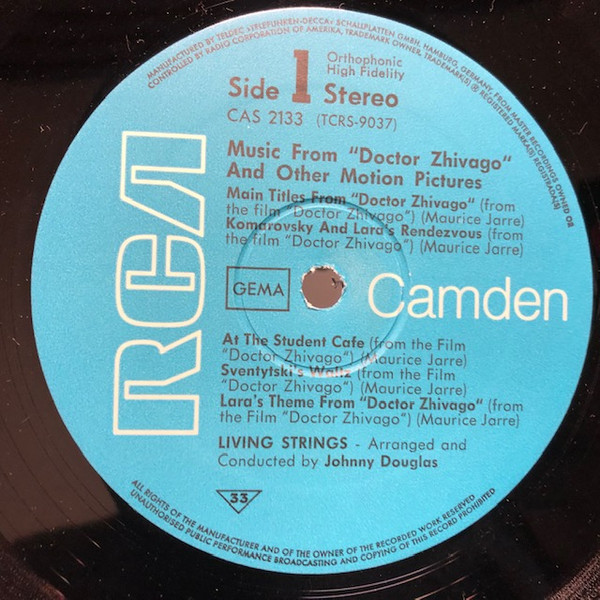 MANUFACTURED BY TELDEC »TELEFUNKEN-DECCA« SCHALLPLATTEN GMBH, HAMBURG, GERMANY, FROM MASTER RECORDINGS OWNED OR
CONTROLLED BY RADIO CORPORATION OF AMERIKA, TRADEMARK OWNER, TRADEMARK(S) ® REGISTERED MARKA(S) REGISTRADA(S)
Orthophonic
High Fidelity
Side 1 Stereo
CAS 2133 (TCRS-9037)
Music From "Doctor Zhivago"
And Other Motion Pictures
Main Titles From "Doctor Zhivago" (from
the film "Doctor Zhivago") (Maurice Jarre)
Komarovsky And Lara's Rendezvous (from
the film "Doctor Zhivago") (Maurice Jarre)
RCA
GEMA
Camden
At The Student Cafe (from the Film
"Doctor Zhivago") (Maurice Jarre)
Sventytski's Waltz (from the Film
"Doctor Zhivago") (Maurice Jarre)
Lara's Theme From "Doctor Zhivago" (from
the Film "Doctor Zhivago") (Maurice Jarre)
LIVING STRINGS - Arranged and
Conducted by Johnny Douglas
33
ALL RIGHTS OF THE MANUFACTURER AND OF THE OWNER OF THE RECORDED WORK RESERVED
UNAUTHORISED PUBLIC PERFORMANCE BROADCASTING AND COPYING OF THIS RECORD PROHIBITED